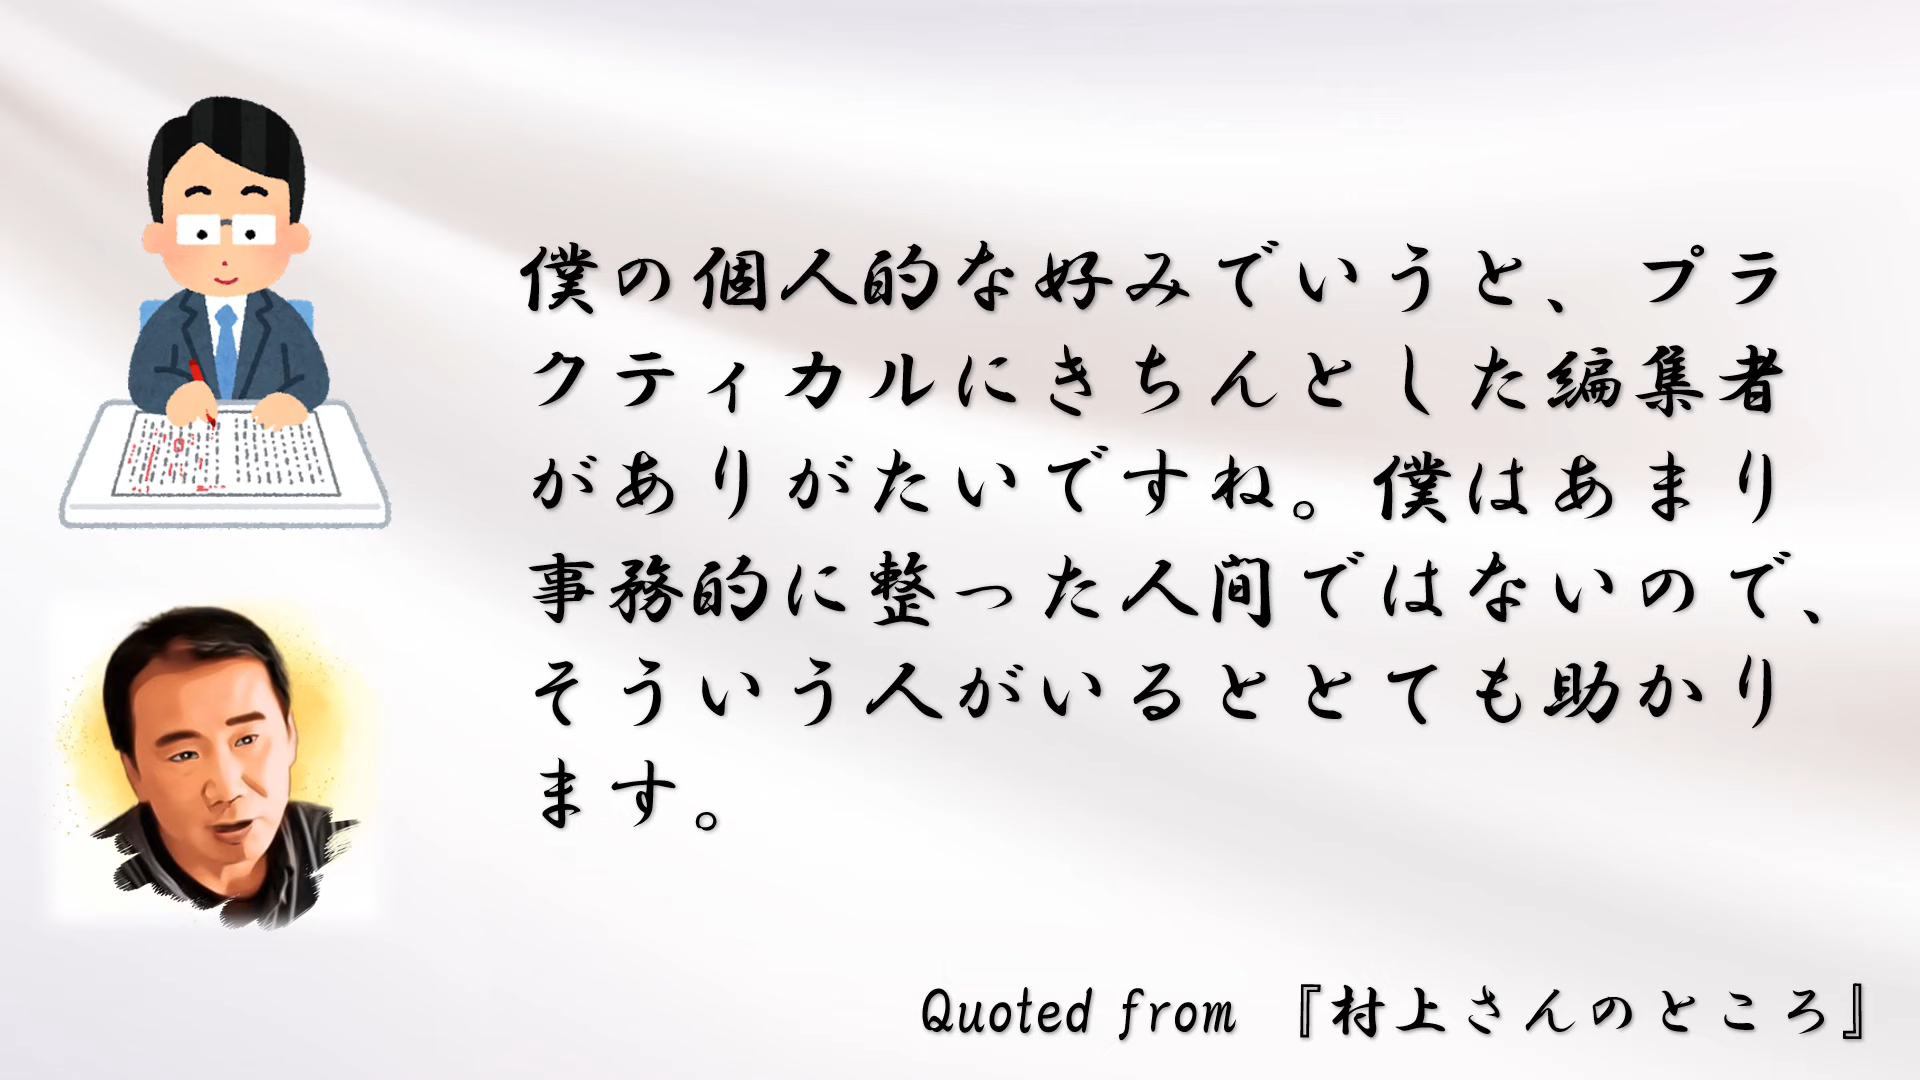 僕の個人的な好みでいうと、プラ
クティカルにきちんとした編集者
がありがたいですね。僕はあまり
事務的に整った人間ではないので、
そういう人がいるととても助かり
ます。
Quoted from 『村上さんのところ』